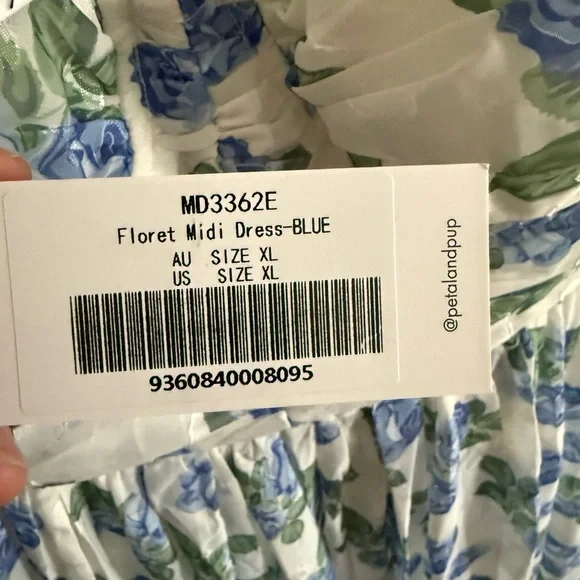 MD3362E
Floret Midi Dress-BLUE
AU SIZE XL
US SIZE XL
9360840008095
@petalandpup